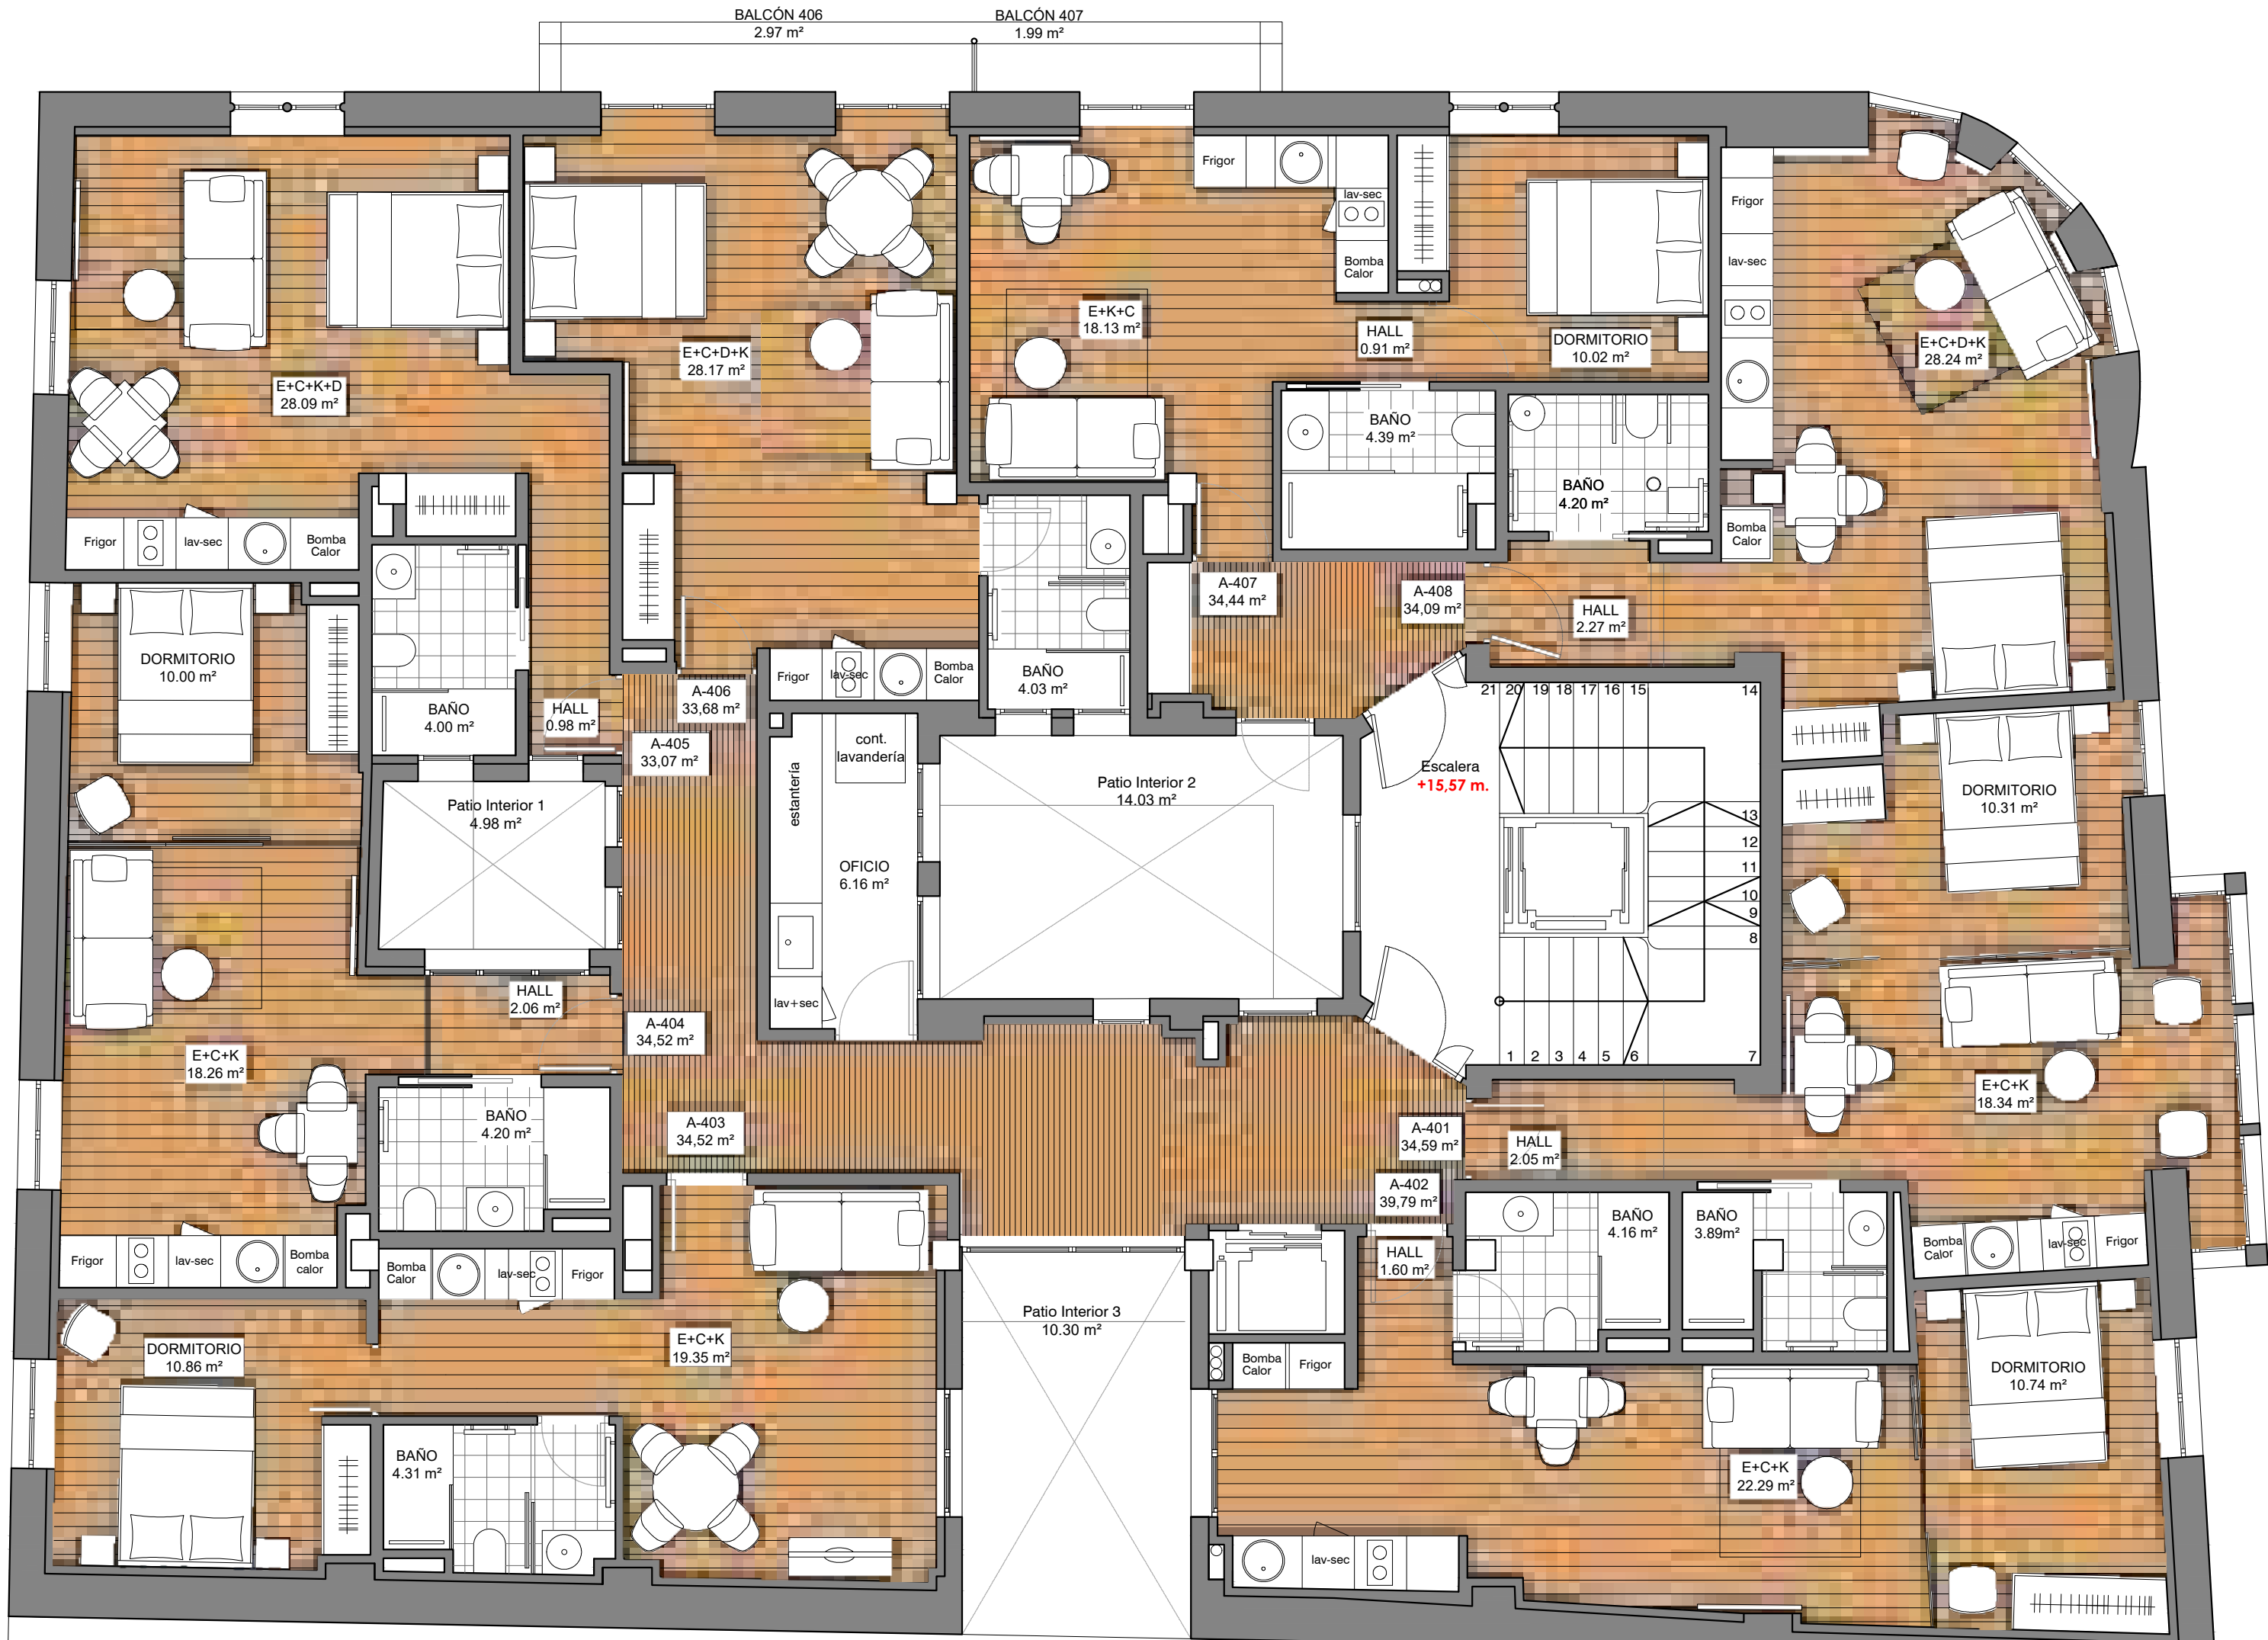 BALCÓN 406
2.97 m²
BALCÓN 407
1.99 m²
Frigor
lav-sec
Bomba
Calor
Frigor
lav-sec
E+C+K+D
28.09 m²
E+C+D+K
28.17 m²
E+K+C
18.13 m²
HALL
0.91 m²
DORMITORIO
10.02 m²
E+C+D+K
28.24 m²
BAÑO
4.39 m²
BAÑO
4.20 m²
Bomba
Calor
Frigor
lav-sec
Bomba
Calor
A-407
34,44 m²
A-408
34,09 m²
HALL
2.27 m²
DORMITORIO
10.00 m²
BAÑO
4.00 m²
HALL
0.98 m²
A-406
33,68 m²
A-405
33,07 m²
Frigor
lav-sec
Bomba
Calor
BAÑO
4.03 m²
21
20
19
18
17
16
15
14
cont.
lavandería
estantería
Patio Interior 1
4.98 m²
Patio Interior 2
14.03 m²
Escalera
+15,57 m.
DORMITORIO
10.31 m²
13
12
11
10
9
8
OFICIO
6.16 m²
lav+sec
HALL
2.06 m²
A-404
34,52 m²
1
2
3
4
5
6
7
E+C+K
18.26 m²
E+C+K
18.34 m²
BAÑO
4.20 m²
A-403
34,52 m²
A-401
34,59 m²
HALL
2.05 m²
A-402
39,79 m²
BAÑO
4.16 m²
BAÑO
3.89m²
HALL
1.60 m²
Frigor
lav-sec
Bomba
calor
Bomba
Calor
lav-sec
Frigor
Bomba
Calor
lav-sec
Frigor
Patio Interior 3
10.30 m²
DORMITORIO
10.86 m²
E+C+K
19.35 m²
Bomba
Calor
Frigor
DORMITORIO
10.74 m²
BAÑO
4.31 m²
E+C+K
22.29 m²
lav-sec